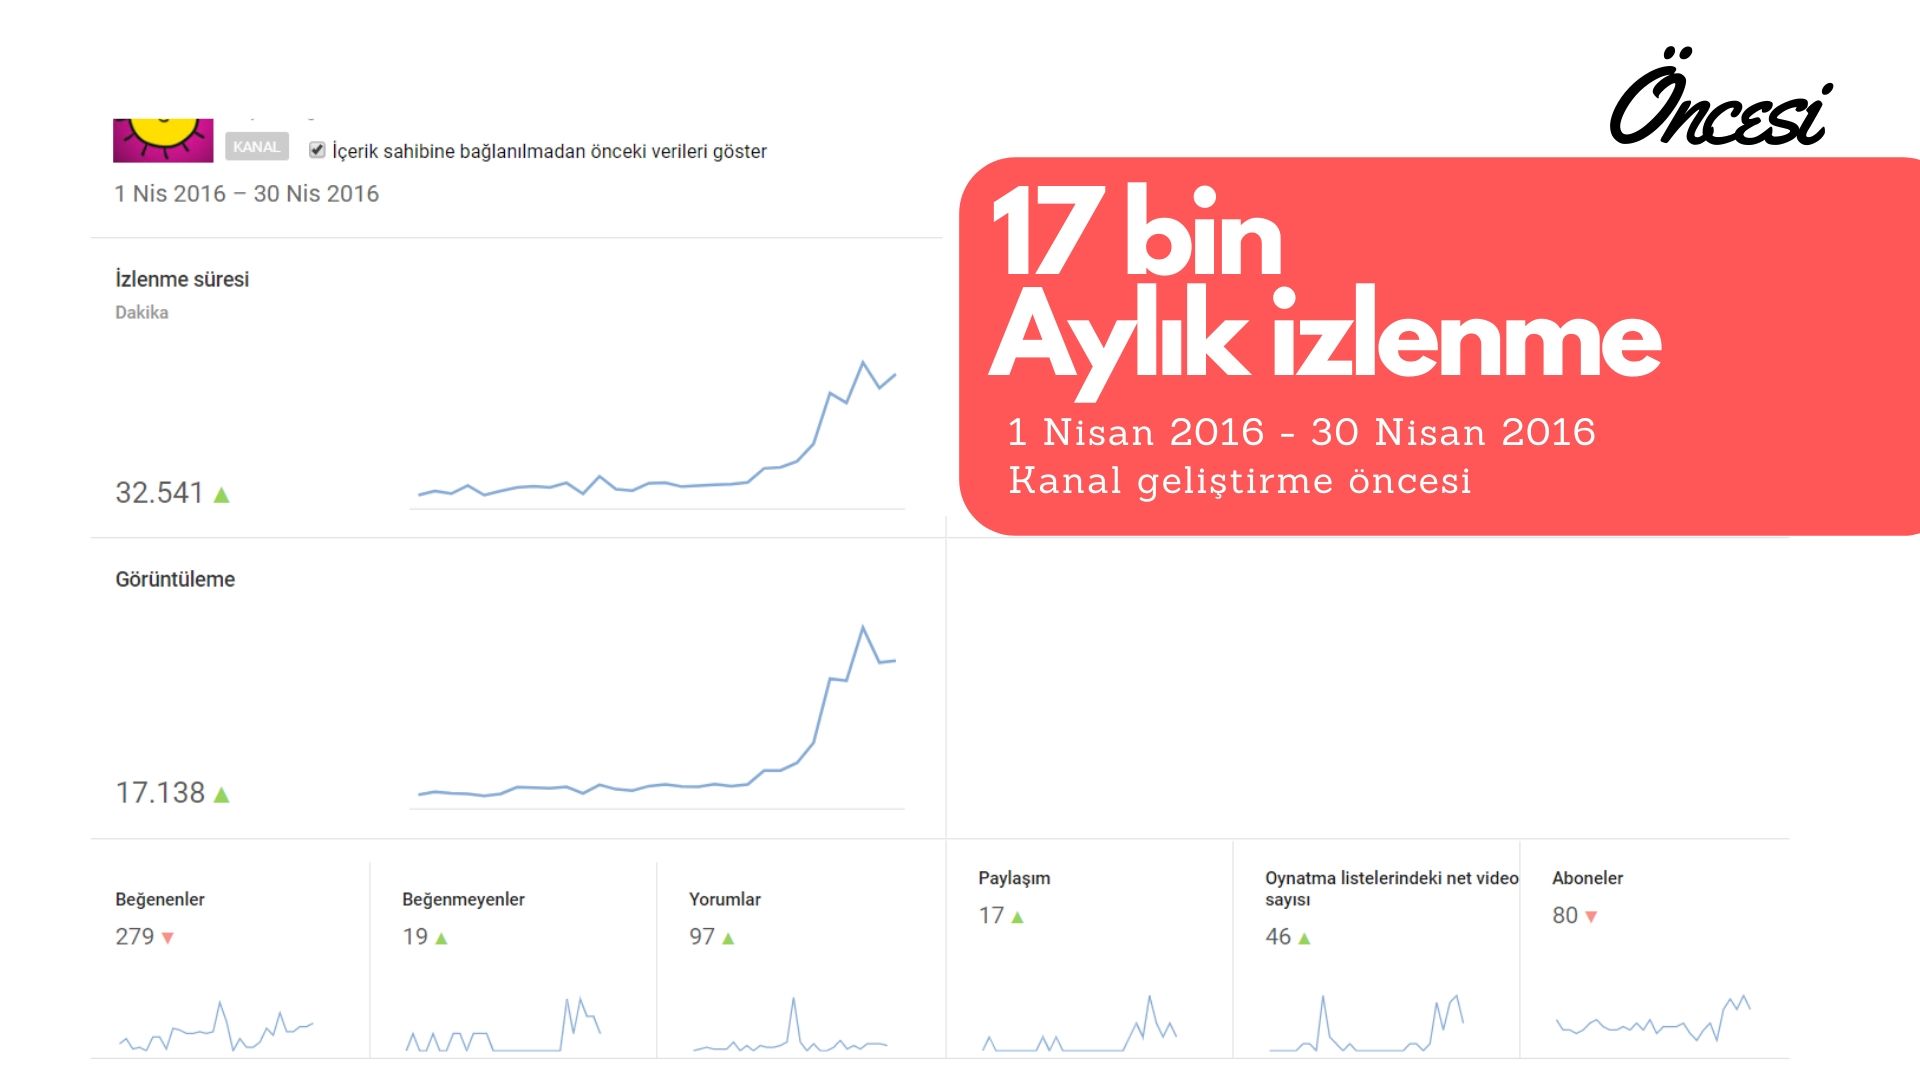 Öncesi
KANAL
İçerik sahibine bağlanılmadan önceki verileri göster
1 Nis 2016 – 30 Nis 2016
17 bin
Aylık izlenme
1 Nisan 2016 - 30 Nisan 2016
Kanal geliştirme öncesi
İzlenme süresi
Dakika
32.541
Görüntüleme
17.138
Beğenenler
279
Beğenmeyenler
19
Yorumlar
97
Paylaşım
17
Oynatma listelerindeki net video
sayısı
46
Aboneler
80